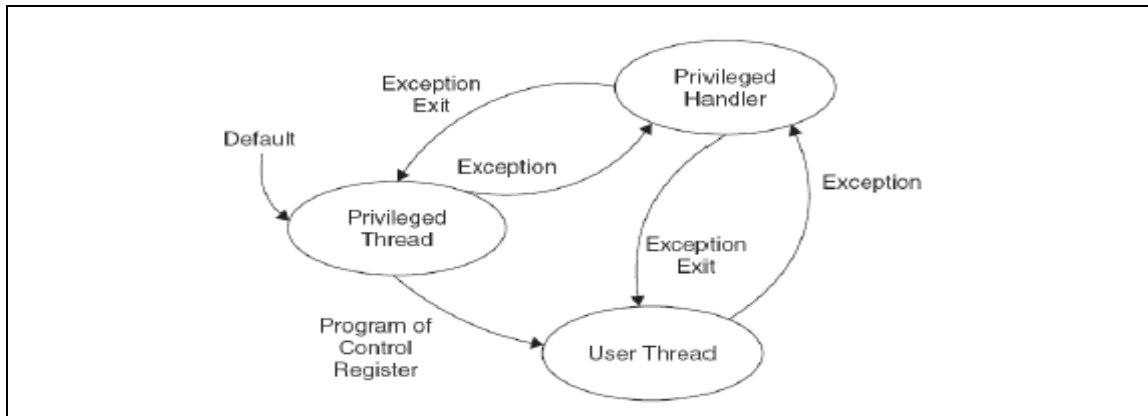 Privileged
Handler
Exception
Exit
Default
Exception
Exception
Privileged
Thread
Exception
Exit
Program of
Control
Register
User Thread